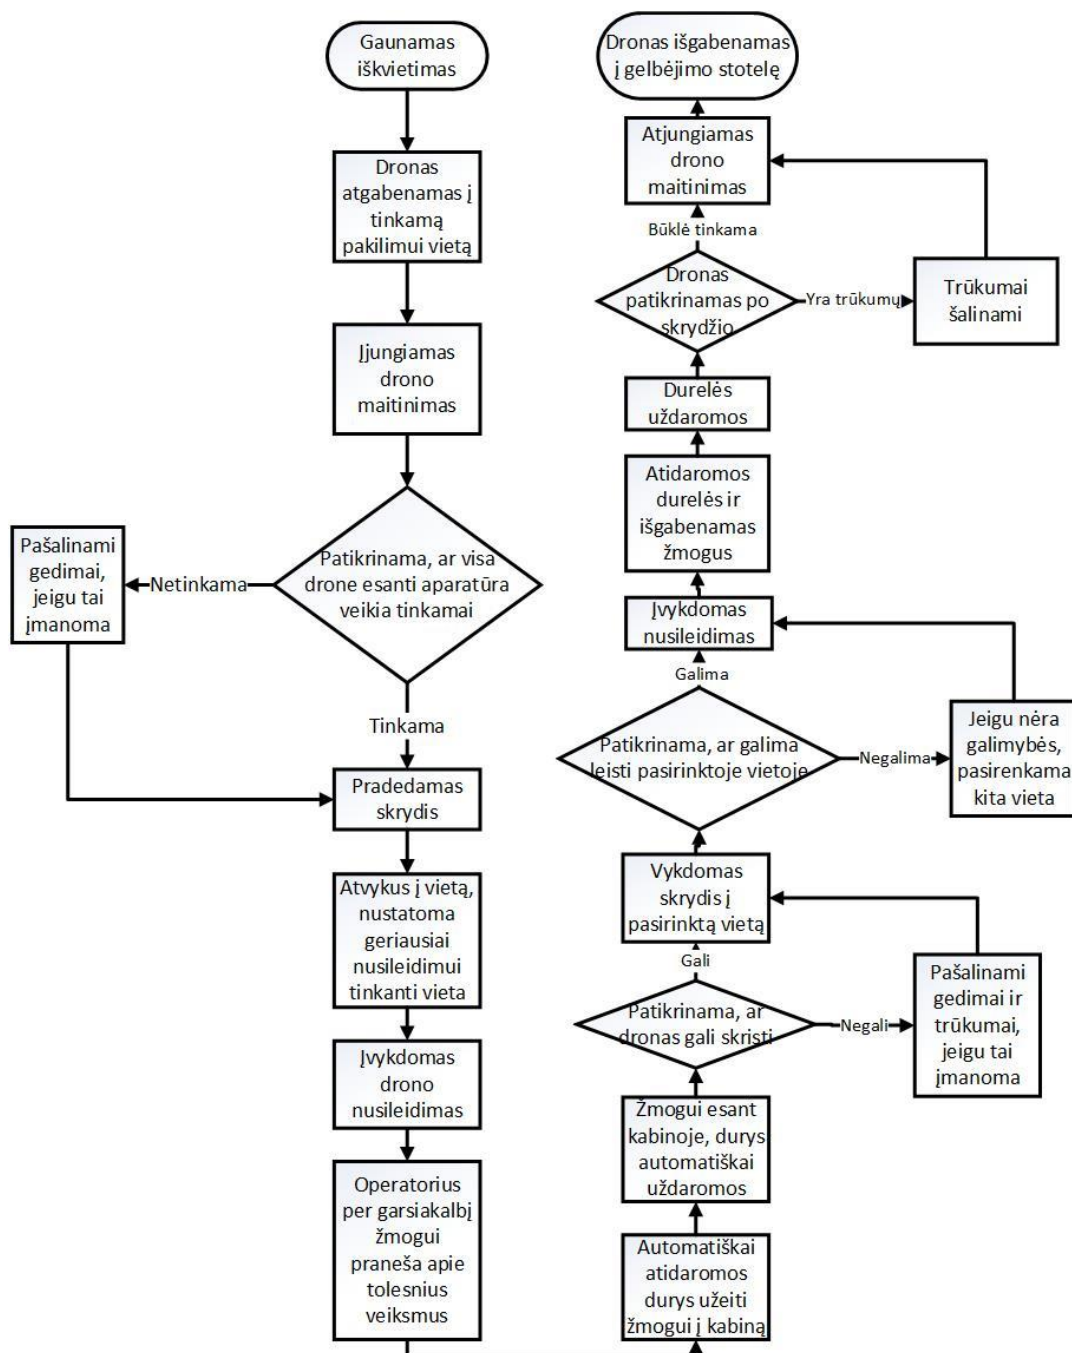 Gaunamas
iškvietimas
Dronas
atgabenamas į
tinkamą
pakilimui vietą
Įjungiamas
drono
maitinimas
Patikrinama, ar visa
drone esanti aparatūra
veikia tinkamai
Netinkama
Pašalinami
gedimai,
jeigu tai
įmanoma
Tinkama
Pradedamas
skrydis
Atvykus į vietą,
nustatoma
geriausiai
nusileidimui
tinkanti vieta
Įvykdomas
drono
nusileidimas
Operatorius
per garsiakalbį
žmogui
praneša apie
tolesnius
veiksmus
Automatiškai
atidaromos
durys užeiti
žmogui į kabiną
Žmogui esant
kabinoje, durys
automatiškai
uždaromos
Patikrinama, ar
dronas gali skristi
Negali
Pašalinami
gedimai ir
trūkumai,
jeigu tai
įmanoma
Gali
Vykdomas
skrydis į
pasirinktą vietą
Patikrinama, ar galima
leisti pasirinktoje vietoje
Negalima
Jeigu nėra
galimybės,
pasirenkama
kita vieta
Galima
Įvykdomas
nusileidimas
Atidaromos
durelės ir
išgabenamas
žmogus
Durelės
uždaromos
Dronas
patikrinamas po
skrydžio
Yra trūkumų
Trūkumai
šalinami
Būklė tinkama
Atjungiamas
drono
maitinimas
Dronas išgabenamas
į gelbėjimo stotelę